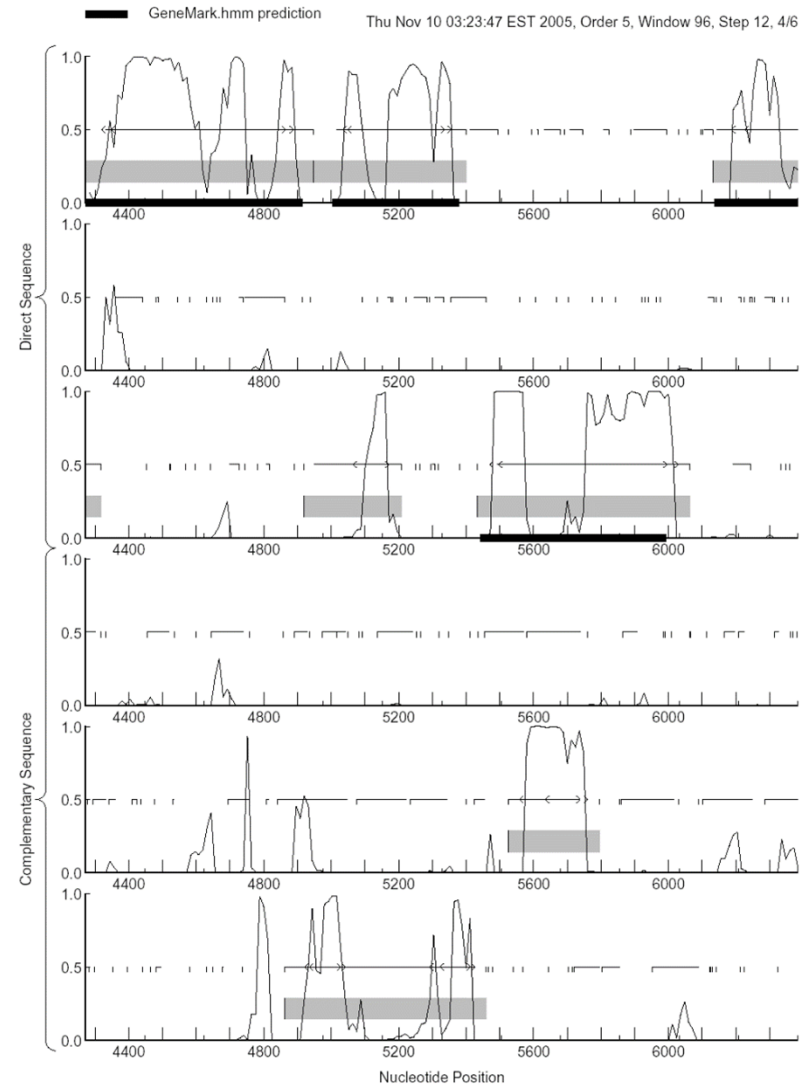 GeneMark.hmm prediction
Thu Nov 10 03:23:47 EST 2005, Order 5, Window 96, Step 12, 4/6
Direct Sequence
1.0
0.5
0.0
4400 4800 5200 5600 6000
1.0
0.5
0.0
4400 4800 5200 5600 6000
1.0
0.5
0.0
4400 4800 5200 5600 6000
Complementary Sequence
1.0
0.5
0.0
4400 4800 5200 5600 6000
1.0
0.5
0.0
4400 4800 5200 5600 6000
1.0
0.5
0.0
4400 4800 5200 5600 6000
Nucleotide Position